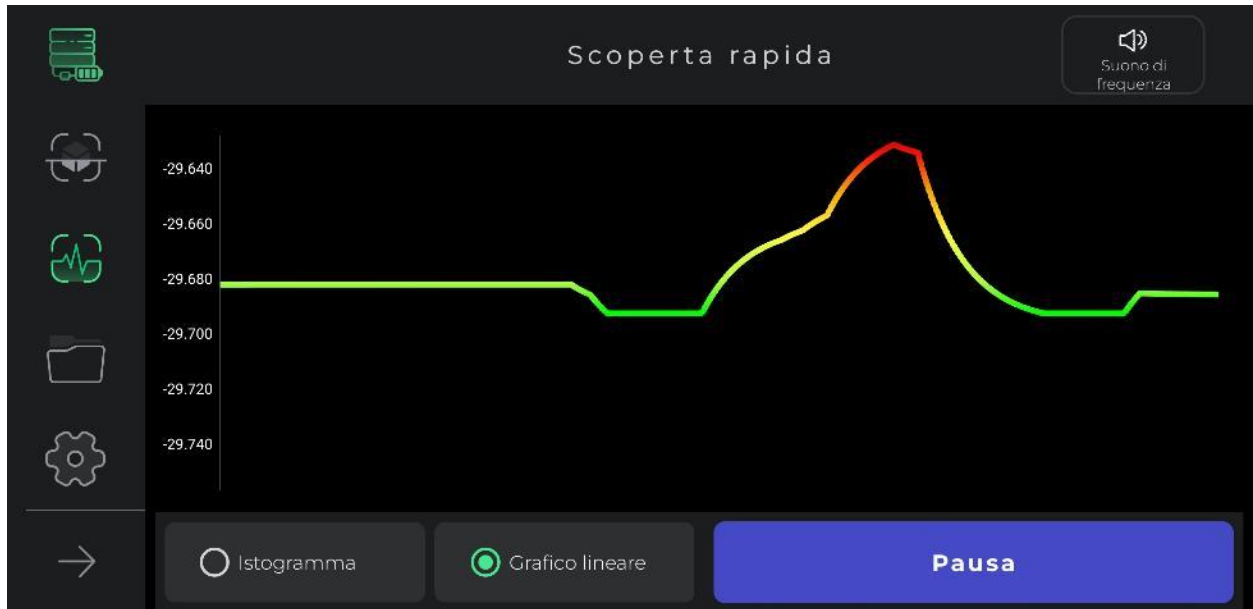 Scoperta rapida
Suono di
frequenza
-29.640
-29.660
-29.680
-29.700
-29.720
-29.740
Istogramma
Grafico lineare
Pausa